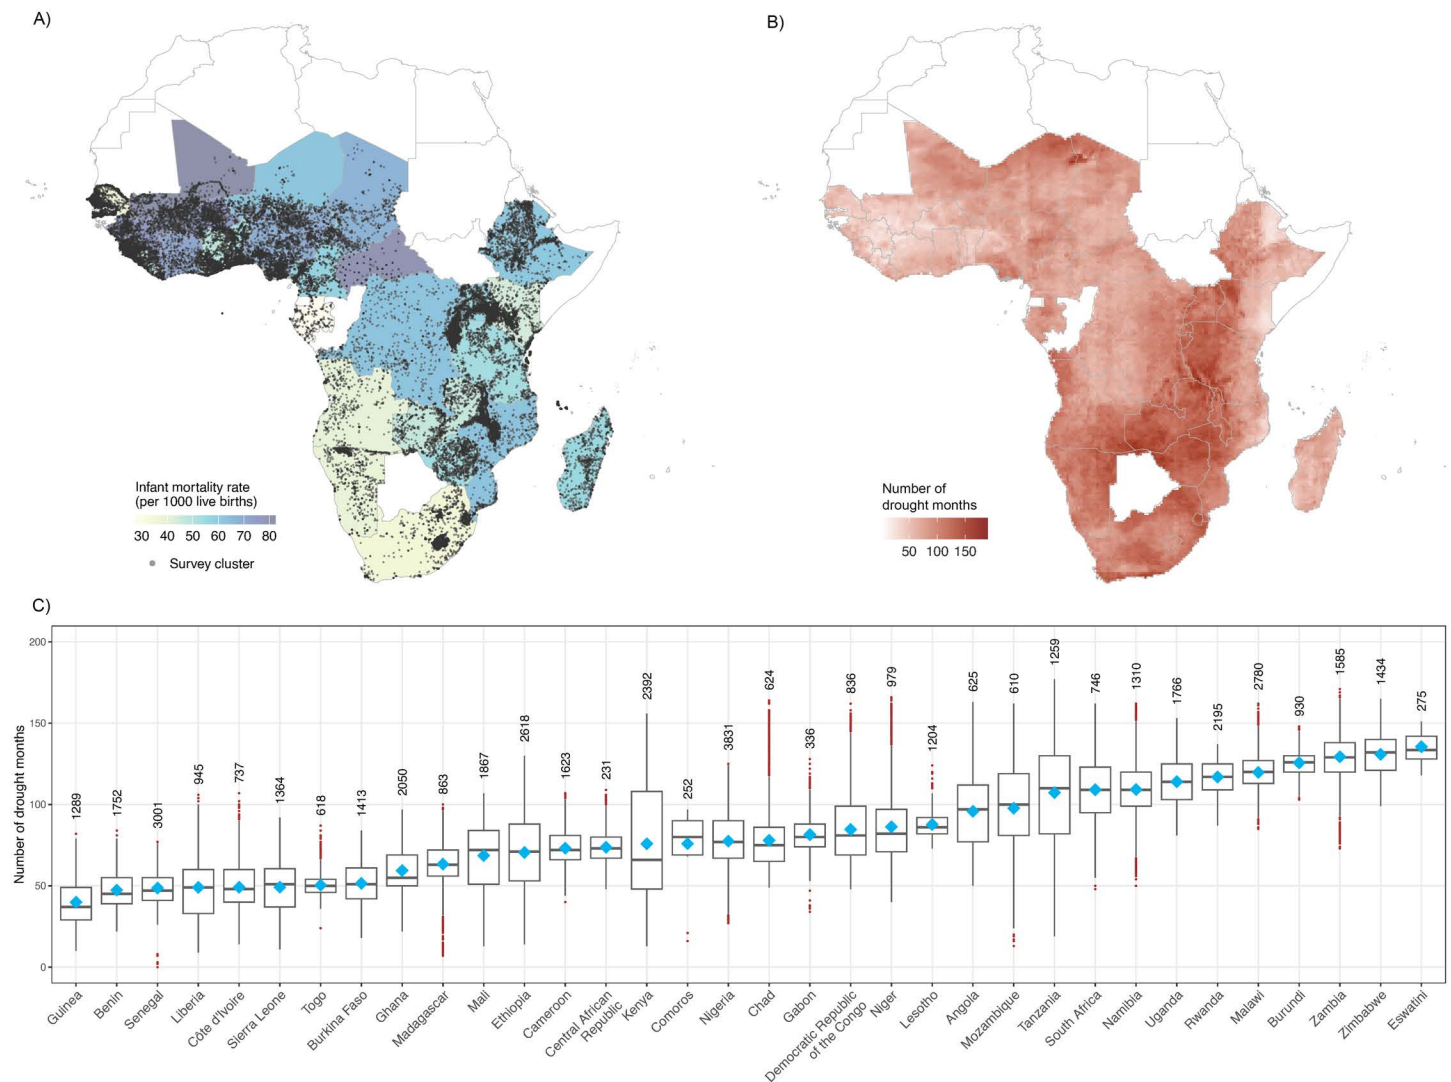 A)
B)
Infant mortality rate
(per 1000 live births)
30 40 50 60 70 80
Survey cluster
Number of
drought months
50 100 150
C)
Number of drought months
200
150
100
50
0
1289
1752
3001
945
737
1364
618
1413
2050
863
1867
2618
1623
231
2392
252
3831
624
336
836
979
1204
625
610
1259
746
1310
1766
2195
2780
930
1585
1434
275
Guinea
Benin
Senegal
Liberia
Côte d'Ivoire
Sierra Leone
Togo
Burkina Faso
Ghana
Madagascar
Mali
Ethiopia
Cameroon
Central African
Republic
Kenya
Comoros
Nigeria
Chad
Gabon
Democratic Republic
of the Congo
Niger
Lesotho
Angola
Mozambique
Tanzania
South Africa
Namibia
Uganda
Rwanda
Malawi
Burundi
Zambia
Zimbabwe
Eswatini